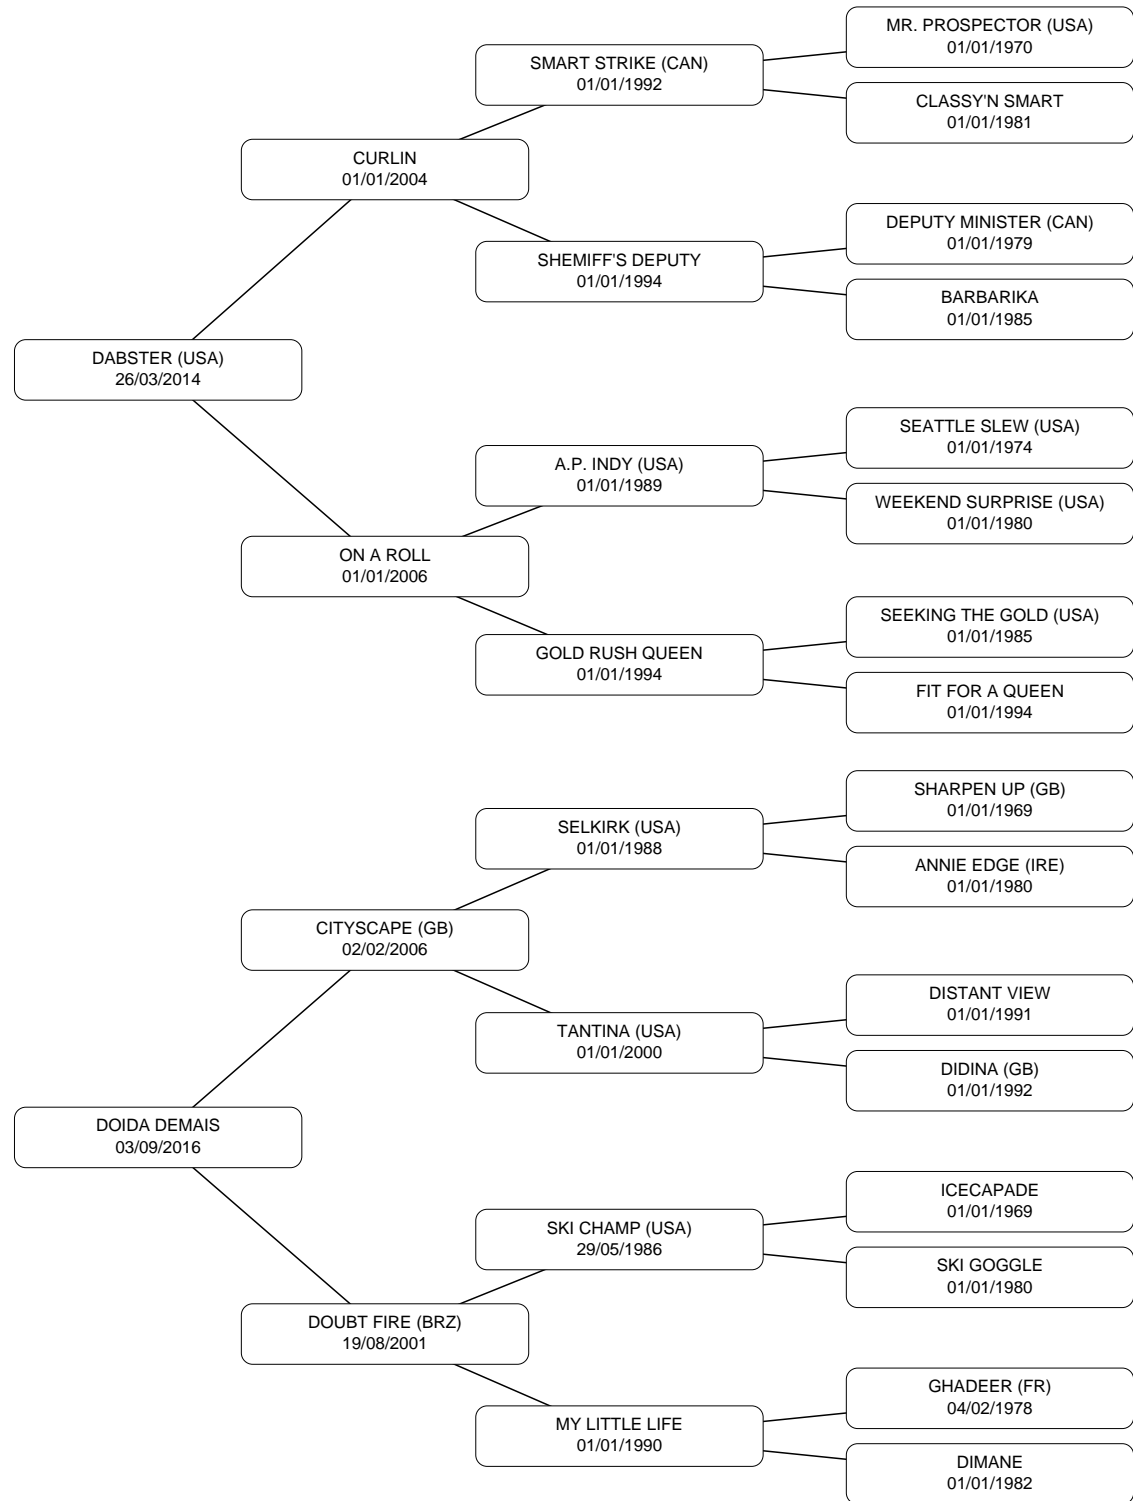 MR. PROSPECTOR (USA)
01/01/1970
SMART STRIKE (CAN)
01/01/1992
CLASSY'N SMART
01/01/1981
CURLIN
01/01/2004
DEPUTY MINISTER (CAN)
01/01/1979
SHEMIFF'S DEPUTY
01/01/1994
BARBARIKA
01/01/1985
DABSTER (USA)
26/03/2014
SEATTLE SLEW (USA)
01/01/1974
A.P. INDY (USA)
01/01/1989
WEEKEND SURPRISE (USA)
01/01/1980
ON A ROLL
01/01/2006
SEEKING THE GOLD (USA)
01/01/1985
GOLD RUSH QUEEN
01/01/1994
FIT FOR A QUEEN
01/01/1994
SHARPEN UP (GB)
01/01/1969
SELKIRK (USA)
01/01/1988
ANNIE EDGE (IRE)
01/01/1980
CITYSCAPE (GB)
02/02/2006
DISTANT VIEW
01/01/1991
TANTINA (USA)
01/01/2000
DIDINA (GB)
01/01/1992
DOIDA DEMAIS
03/09/2016
ICECAPADE
01/01/1969
SKI CHAMP (USA)
29/05/1986
SKI GOGGLE
01/01/1980
DOUBT FIRE (BRZ)
19/08/2001
GHADEER (FR)
04/02/1978
MY LITTLE LIFE
01/01/1990
DIMANE
01/01/1982